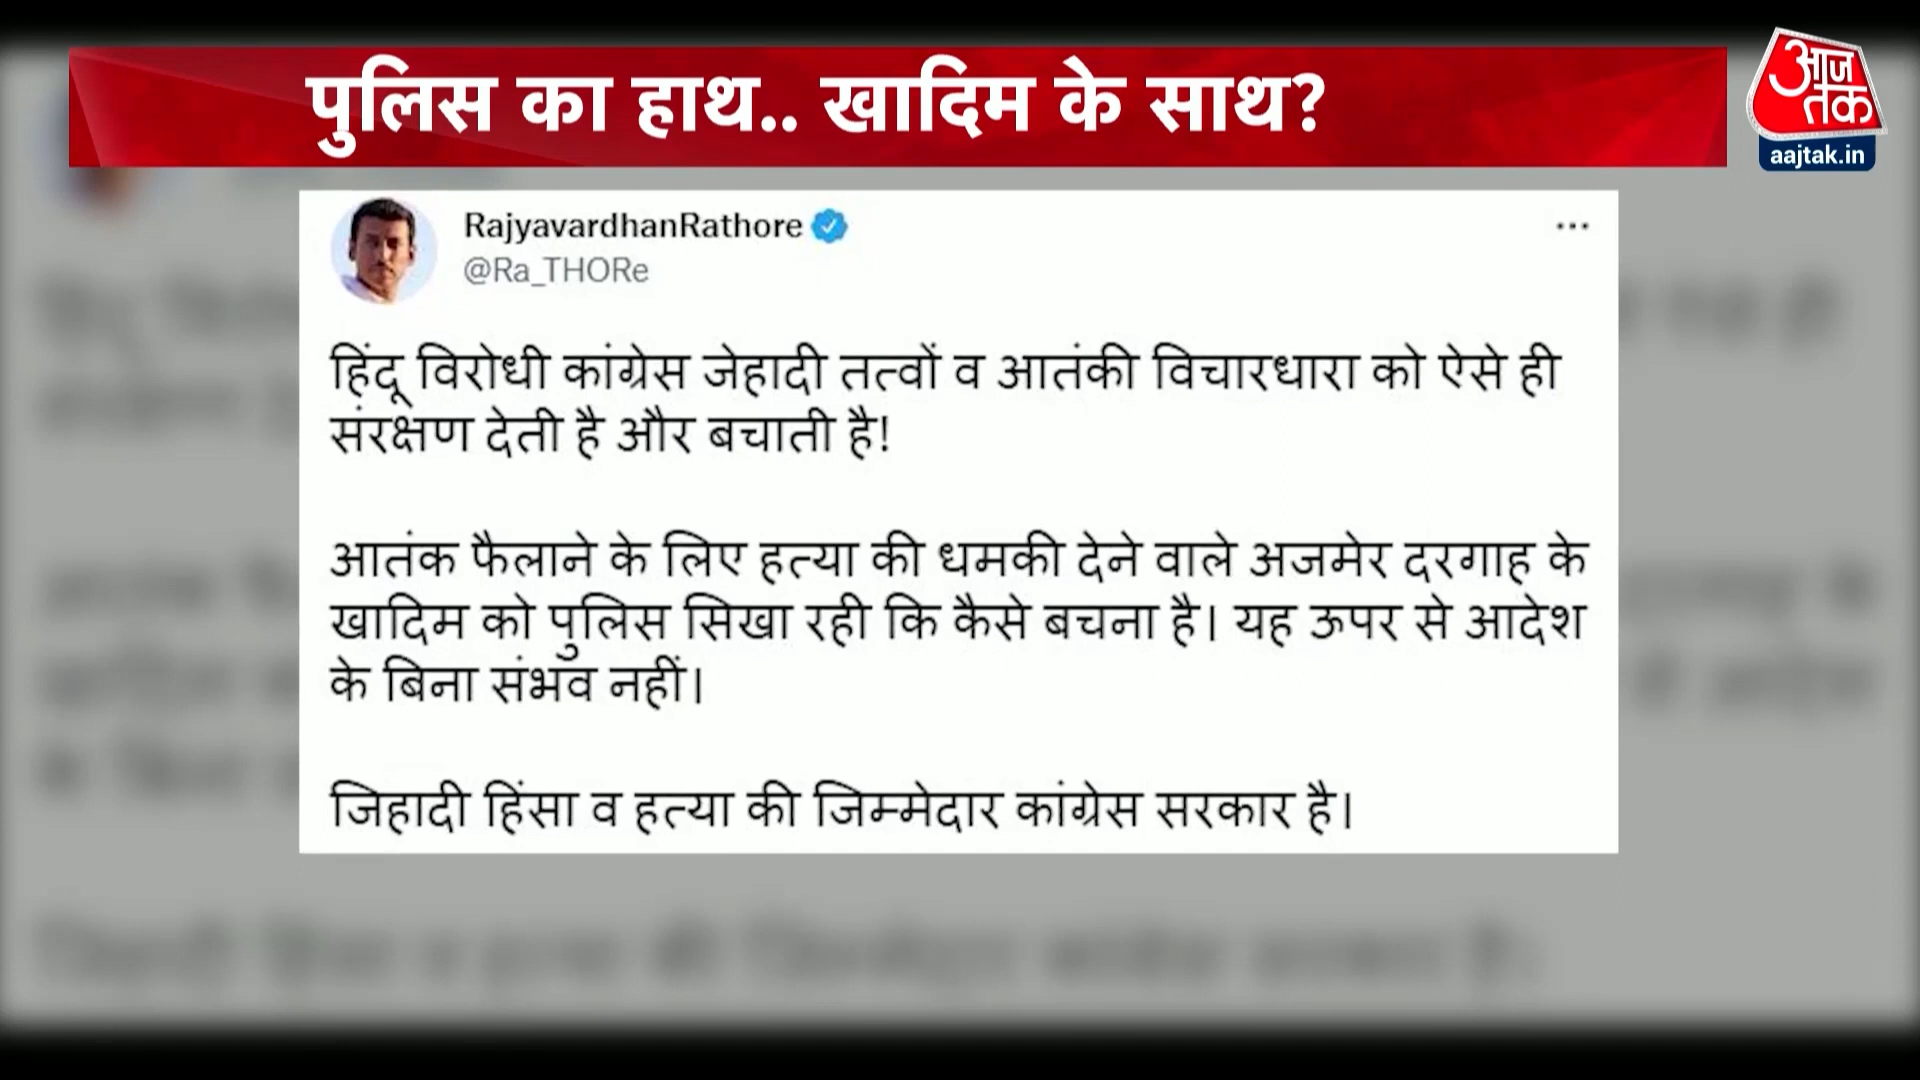 पुलिस का हाथ.. खादिम के साथ?
आज
तक
aajtak.in
RajyavardhanRathore
@Ra_THORe
हिंदू विरोधी कांग्रेस जेहादी तत्वों व आतंकी विचारधारा को ऐसे ही
संरक्षण देती है और बचाती है!
आतंक फैलाने के लिए हत्या की धमकी देने वाले अजमेर दरगाह के
खादिम को पुलिस सिखा रही कि कैसे बचना है। यह ऊपर से आदेश
के बिना संभव नहीं।
जिहादी हिंसा व हत्या की जिम्मेदार कांग्रेस सरकार है।